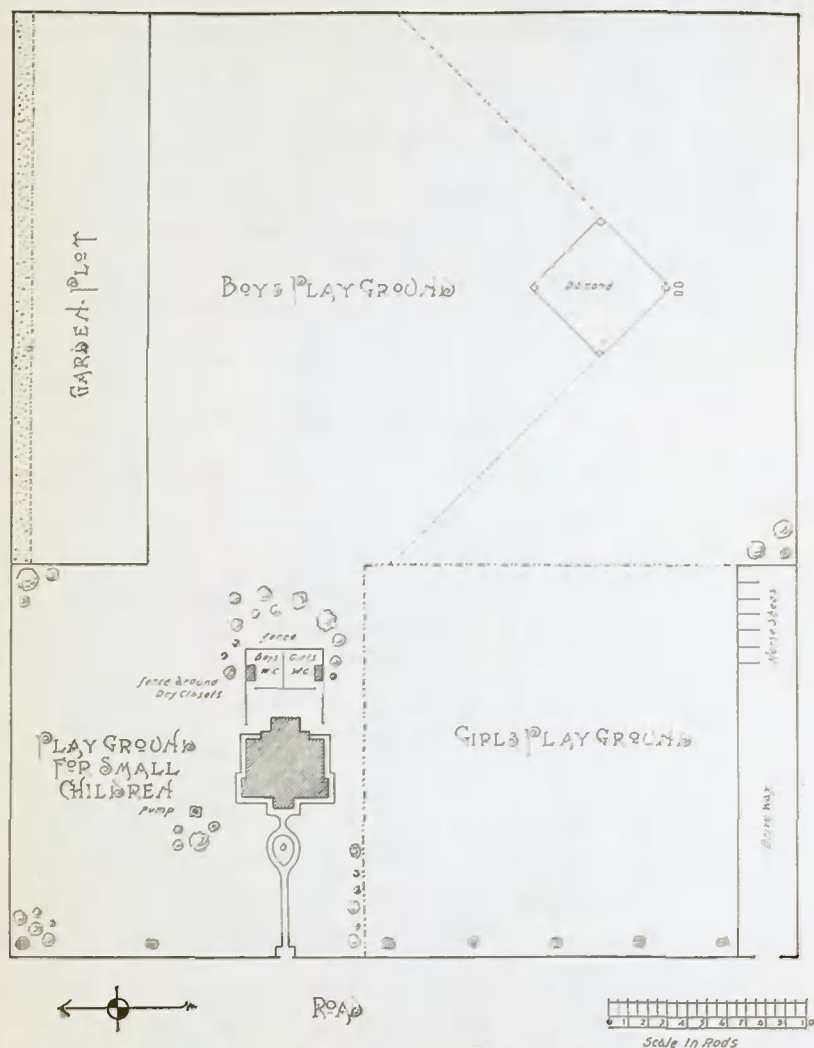 GARDEN PLOT
BOYS PLAY GROUND
Diamond
fence
Boys
W.C
Girls
W.C
fence around
Dry Closets
Horse Sheds
PLAY GROUND
FOR SMALL
CHILDREN
Pump
GIRLS PLAY GROUND
Drive Way
ROAD
0 1 2 3 4 5 6 7 8 9 10
Scale In Rods